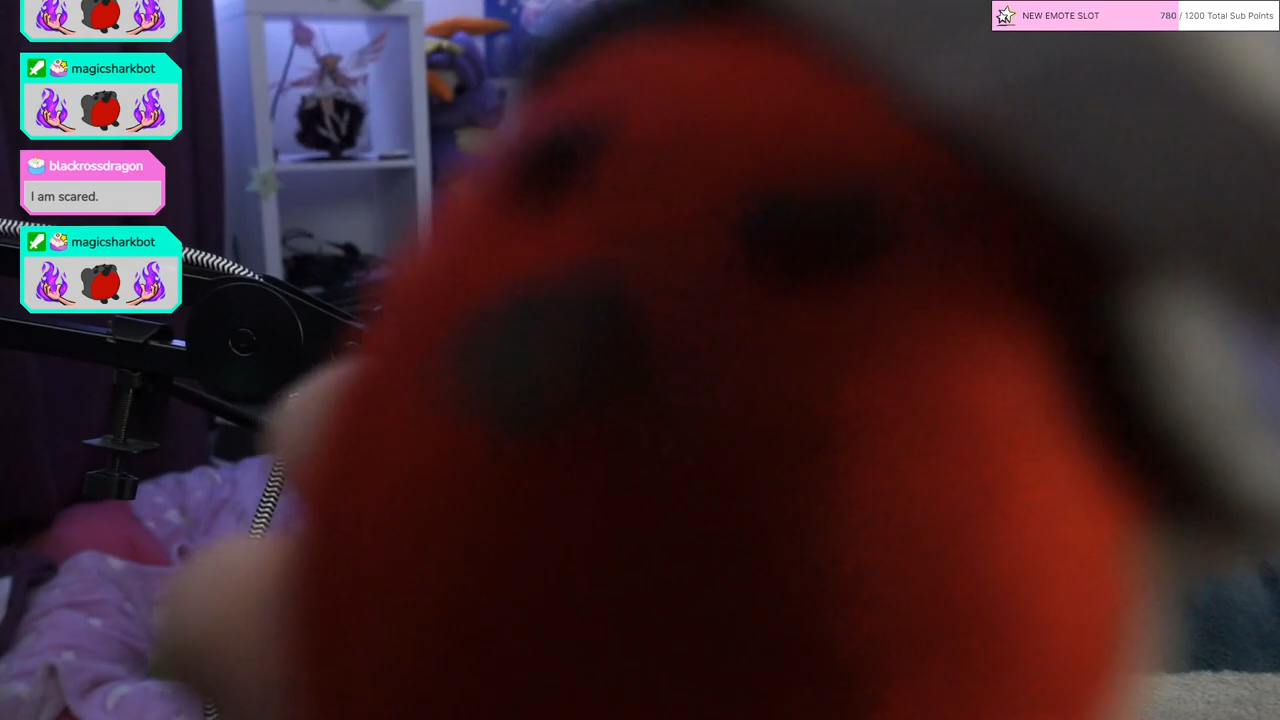 NEW EMOTE SLOT 780 / 1200 Total Sub Points
magicsharkbot
blackrossdragon
I am scared.
magicsharkbot